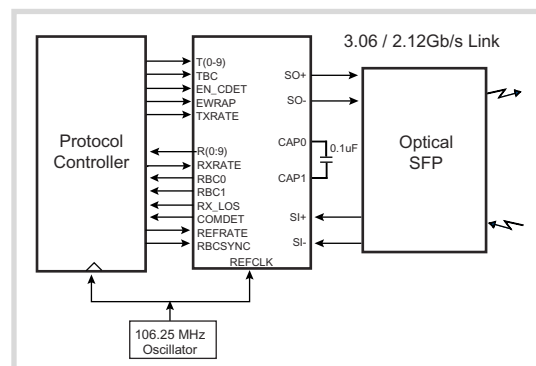 3.06 / 2.12Gb/s Link
Protocol
Controller
T(0-9)
TBC
EN_CDET
EWRAP
TXRATE
R(0:9)
RXRATE
RBC0
RBC1
RX_LOS
COMDET
REFRATE
RBCSYNC
REFCLK
SO+
SO-
CAP0
0.1uF
CAP1
SI+
SI-
Optical
SFP
106.25 MHz
Oscillator